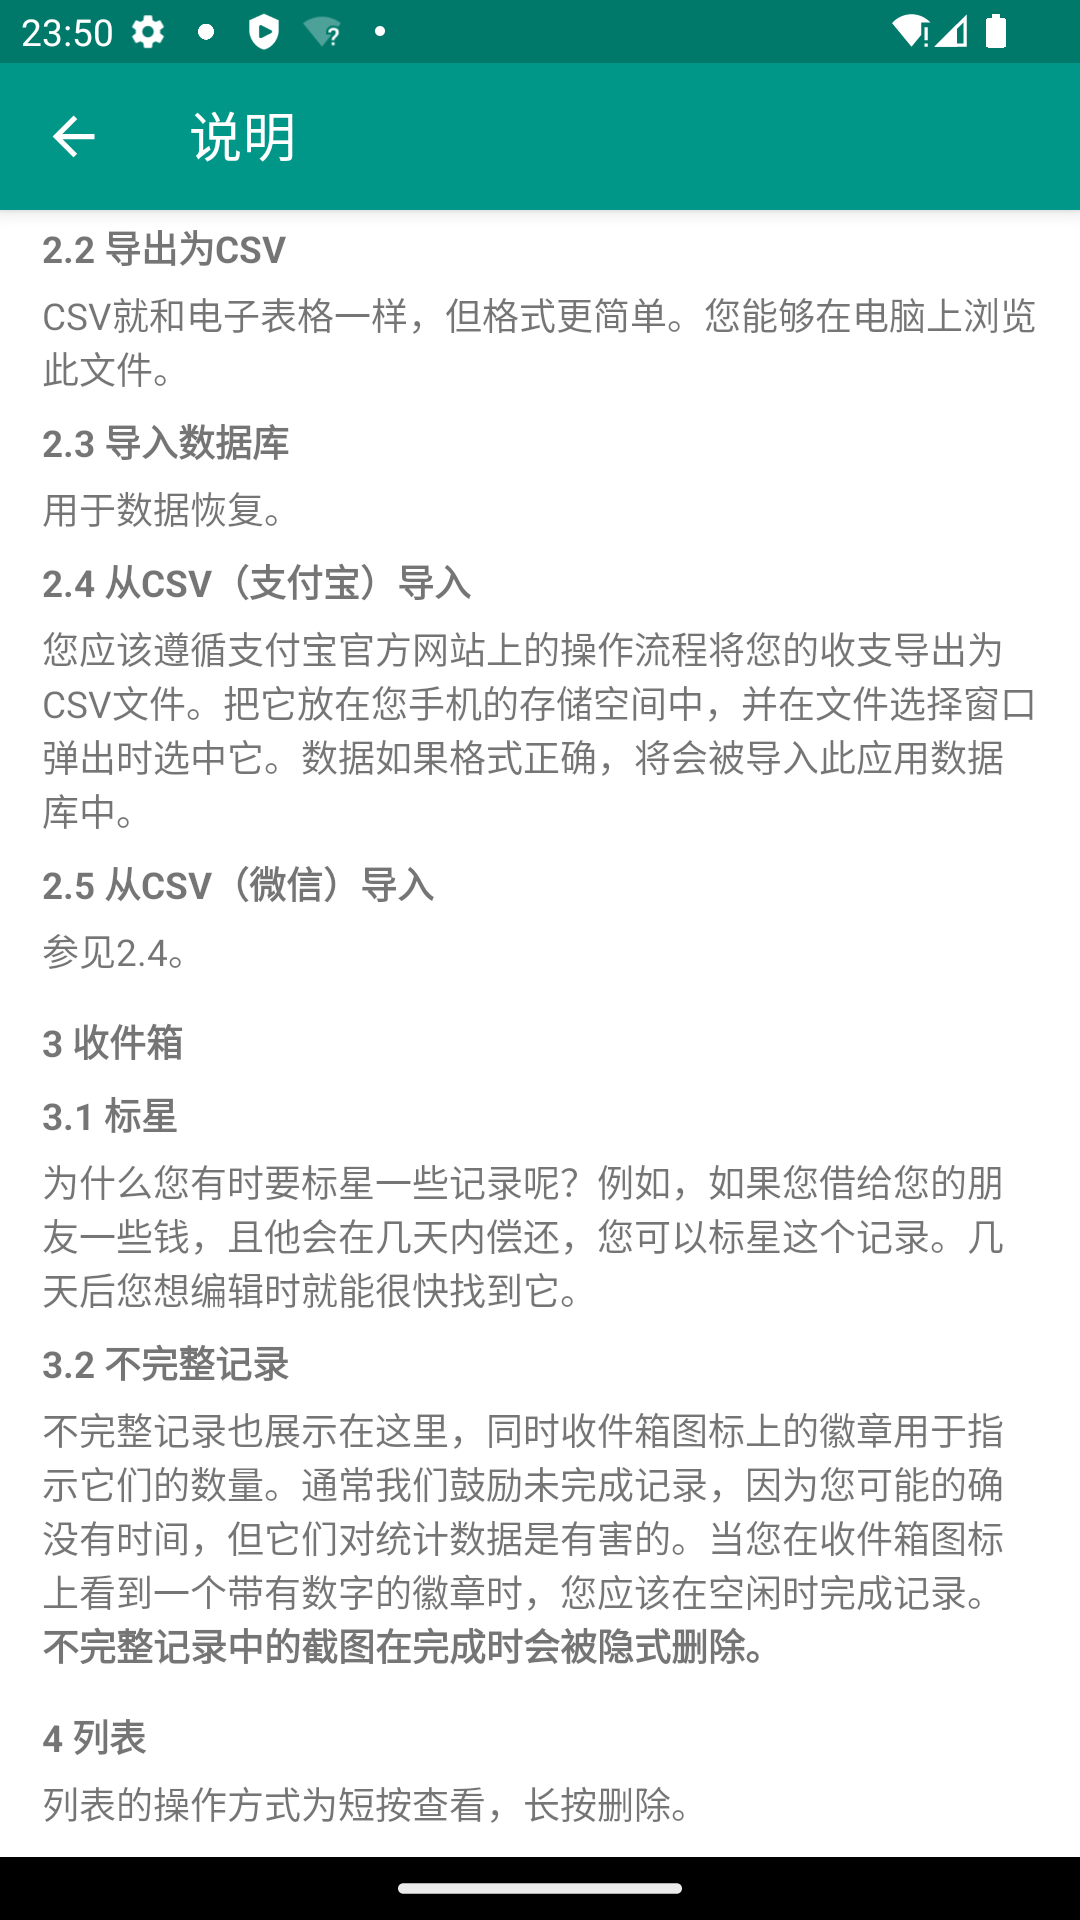 23:50
说明
2.2 导出为CSV
CSV就和电子表格一样，但格式更简单。您能够在电脑上浏览
此文件。
2.3 导入数据库
用于数据恢复。
2.4 从CSV（支付宝）导入
您应该遵循支付宝官方网站上的操作流程将您的收支导出为
CSV文件。把它放在您手机的存储空间中，并在文件选择窗口
弹出时选中它。数据如果格式正确，将会被导入此应用数据
库中。
2.5 从CSV（微信）导入
参见2.4。
3 收件箱
3.1 标星
为什么您有时要标星一些记录呢？例如，如果您借给您的朋
友一些钱，且他会在几天内偿还，您可以标星这个记录。几
天后您想编辑时就能很快找到它。
3.2 不完整记录
不完整记录也展示在这里，同时收件箱图标上的徽章用于指
示它们的数量。通常我们鼓励未完成记录，因为您可能的确
没有时间，但它们对统计数据是有害的。当您在收件箱图标
上看到一个带有数字的徽章时，您应该在空闲时完成记录。
不完整记录中的截图在完成时会被隐式删除。
4 列表
列表的操作方式为短按查看，长按删除。